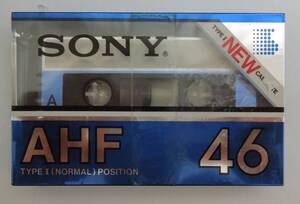 SONY
TYPE I
NEW
A
AHF 46
TYPE I (NORMAL) POSITION